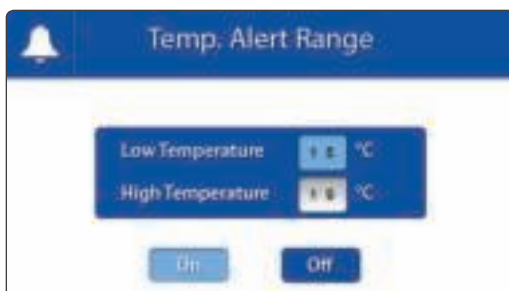 Temp. Alert Range
Low Temperature °C
High Temperature °C
On Off